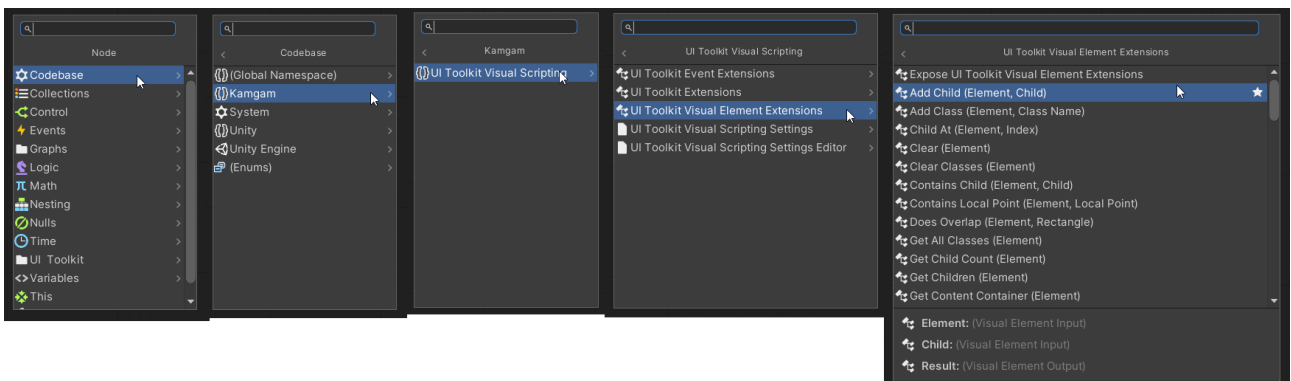 Node
Codebase
Collections
Control
Events
Graphs
Logic
Math
Nesting
Nulls
Time
UI Toolkit
Variables
This
Codebase
(Global Namespace)
Kamgam
System
Unity
Unity Engine
(Enums)
Kamgam
UI Toolkit Visual Scripting
UI Toolkit Visual Scripting
UI Toolkit Event Extensions
UI Toolkit Extensions
UI Toolkit Visual Element Extensions
UI Toolkit Visual Scripting Settings
UI Toolkit Visual Scripting Settings Editor
UI Toolkit Visual Element Extensions
Expose UI Toolkit Visual Element Extensions
Add Child (Element, Child)
Add Class (Element, Class Name)
Child At (Element, Index)
Clear (Element)
Clear Classes (Element)
Contains Child (Element, Child)
Contains Local Point (Element, Local Point)
Does Overlap (Element, Rectangle)
Get All Classes (Element)
Get Child Count (Element)
Get Children (Element)
Get Content Container (Element)
Element: (Visual Element Input)
Child: (Visual Element Input)
Result: (Visual Element Output)